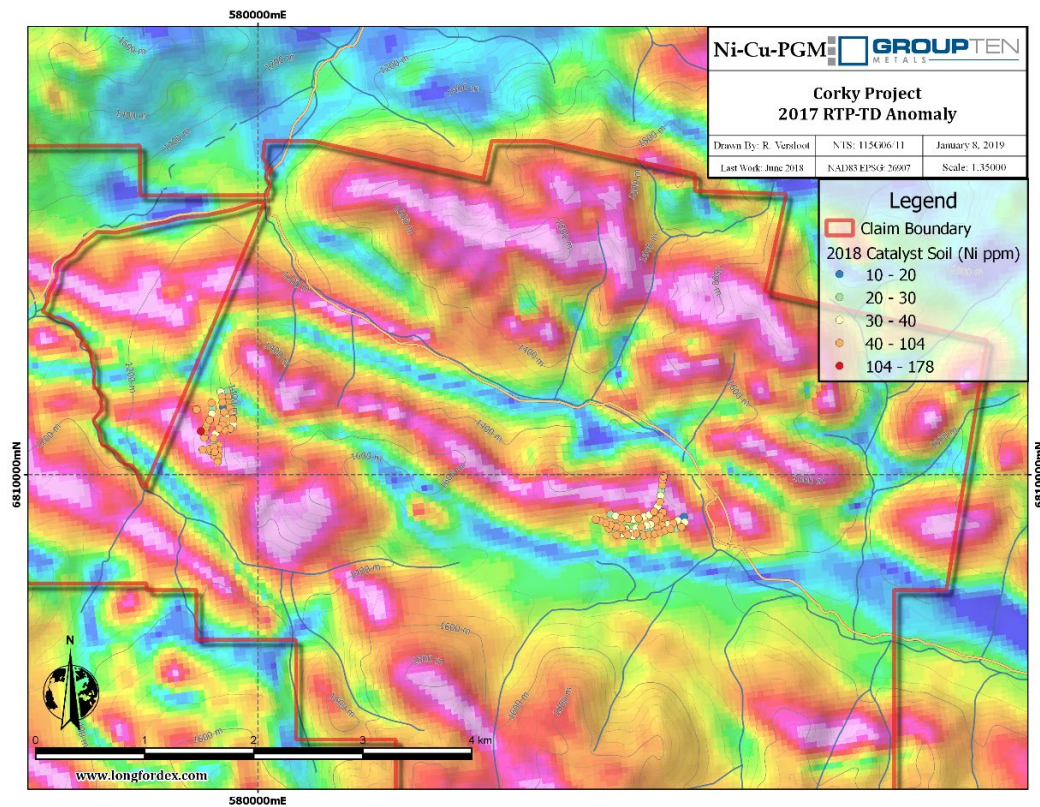 580000mE
Ni-Cu-PGM
GROUP TEN
METALS
Corky Project
2017 RTP-TD Anomaly
Drawn By: R. Versloot
NTS: 115G06/11
January 8, 2019
Last Work: June 2018
NAD83 EPSG: 26907
Scale: 1:35000
Legend
Claim Boundary
2018 Catalyst Soil (Ni ppm)
10 - 20
20 - 30
30 - 40
40 - 104
104 - 178
6810000mN
6810000mN
1600-m
1400-m
1200-m
N
0 1 2 3 4 km
www.longfordex.com
580000mE